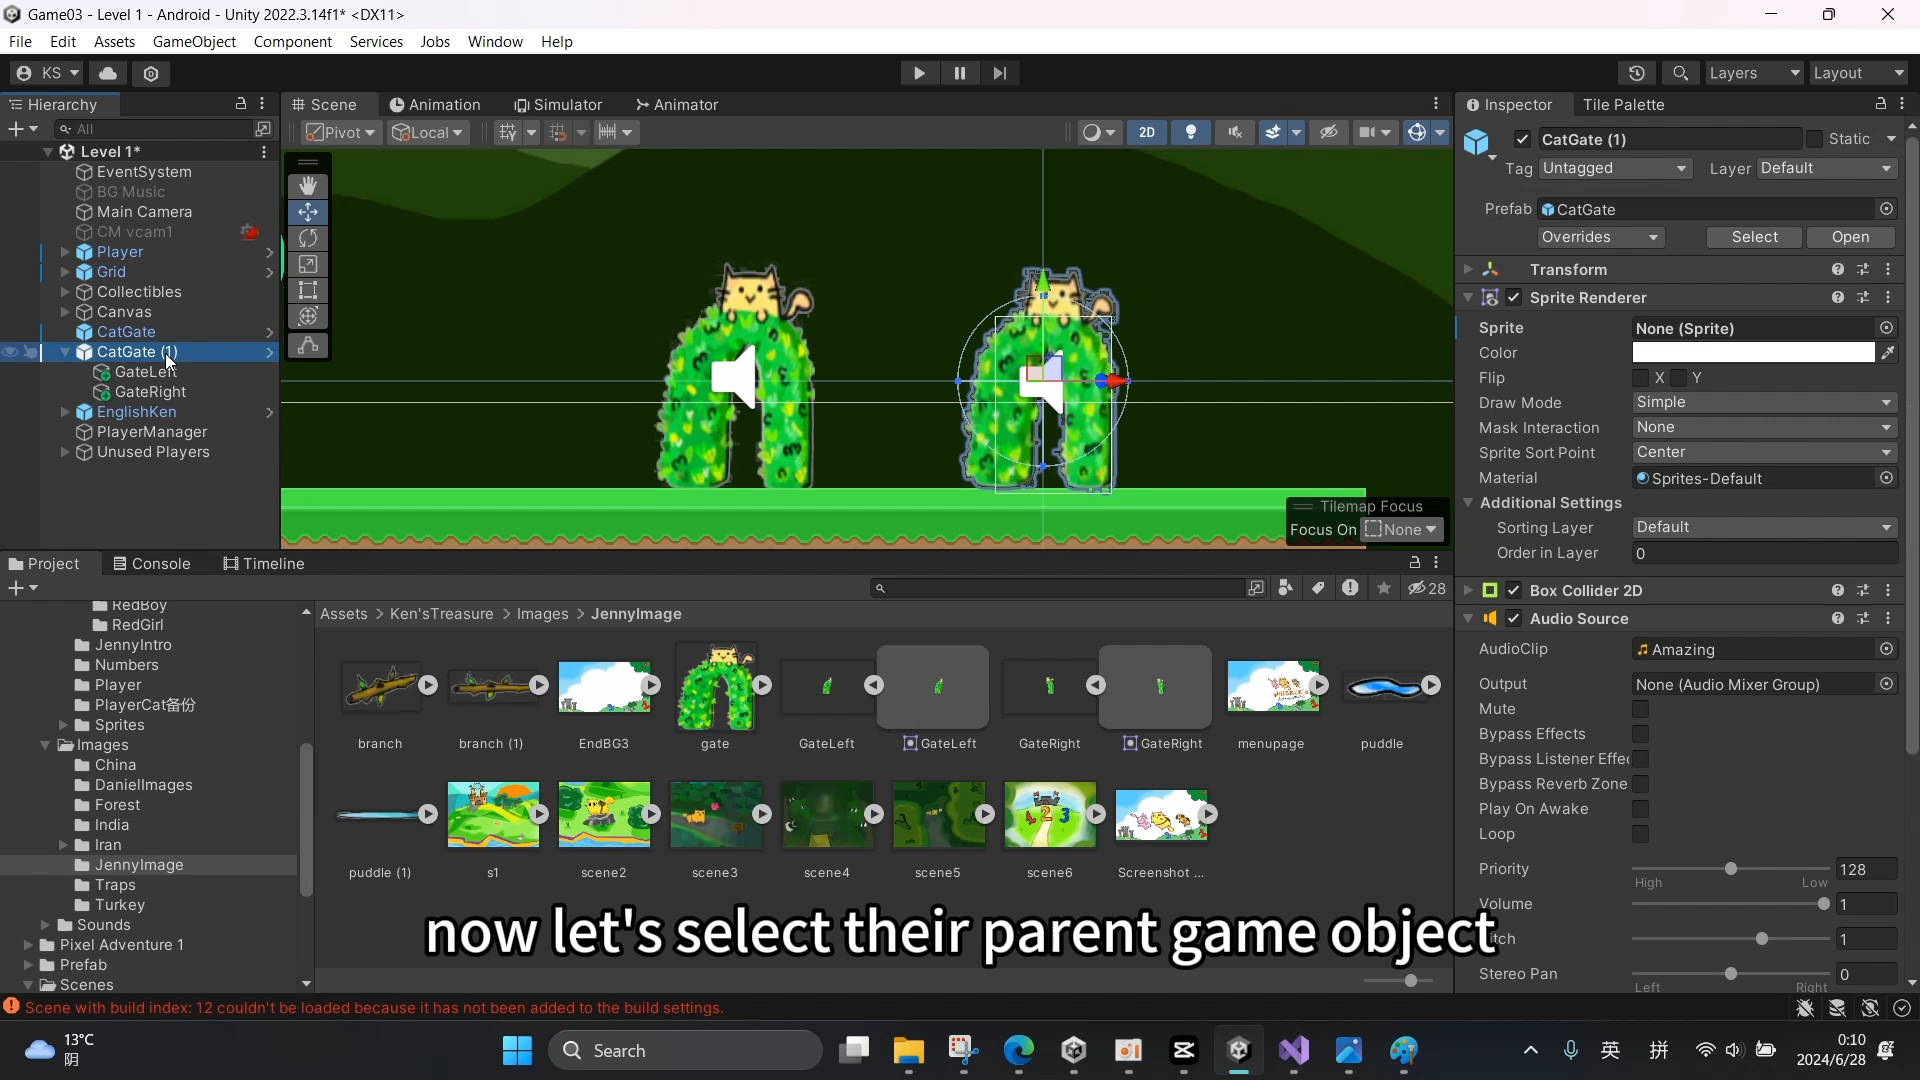 Game03 - Level 1 - Android - Unity 2022.3.14f1* <DX11>
File Edit Assets GameObject Component Services Jobs Window Help
KS Layers Layout
Hierarchy
All
Level 1*
EventSystem
BG Music
Main Camera
CM vcam1
Player
Grid
Collectibles
Canvas
CatGate
CatGate (1)
GateLeft
GateRight
EnglishKen
PlayerManager
Unused Players
Scene Animation Simulator Animator
Pivot Local 2D
Tilemap Focus
Focus On None
Inspector Tile Palette
CatGate (1) Static
Tag Untagged Layer Default
Prefab CatGate
Overrides Select Open
Transform
Sprite Renderer
Sprite None (Sprite)
Color
Flip X Y
Draw Mode Simple
Mask Interaction None
Sprite Sort Point Center
Material Sprites-Default
Additional Settings
Sorting Layer Default
Order in Layer 0
Box Collider 2D
Audio Source
AudioClip Amazing
Output None (Audio Mixer Group)
Mute
Bypass Effects
Bypass Listener Effe
Bypass Reverb Zone
Play On Awake
Loop
Priority 128
High Low
Volume 1
itch 1
Stereo Pan 0
Left Right
Project Console Timeline
28
RedBoy
RedGirl
JennyIntro
Numbers
Player
PlayerCat备份
Sprites
Images
China
DanielImages
Forest
India
Iran
JennyImage
Traps
Turkey
Sounds
Pixel Adventure 1
Prefab
Scenes
Assets > Ken'sTreasure > Images > JennyImage
branch branch (1) EndBG3 gate GateLeft GateLeft GateRight GateRight menupage puddle
puddle (1) s1 scene2 scene3 scene4 scene5 scene6 Screenshot ...
now let's select their parent game object
Scene with build index: 12 couldn't be loaded because it has not been added to the build settings.
13°C
阴
Search
英 拼
0:10
2024/6/28